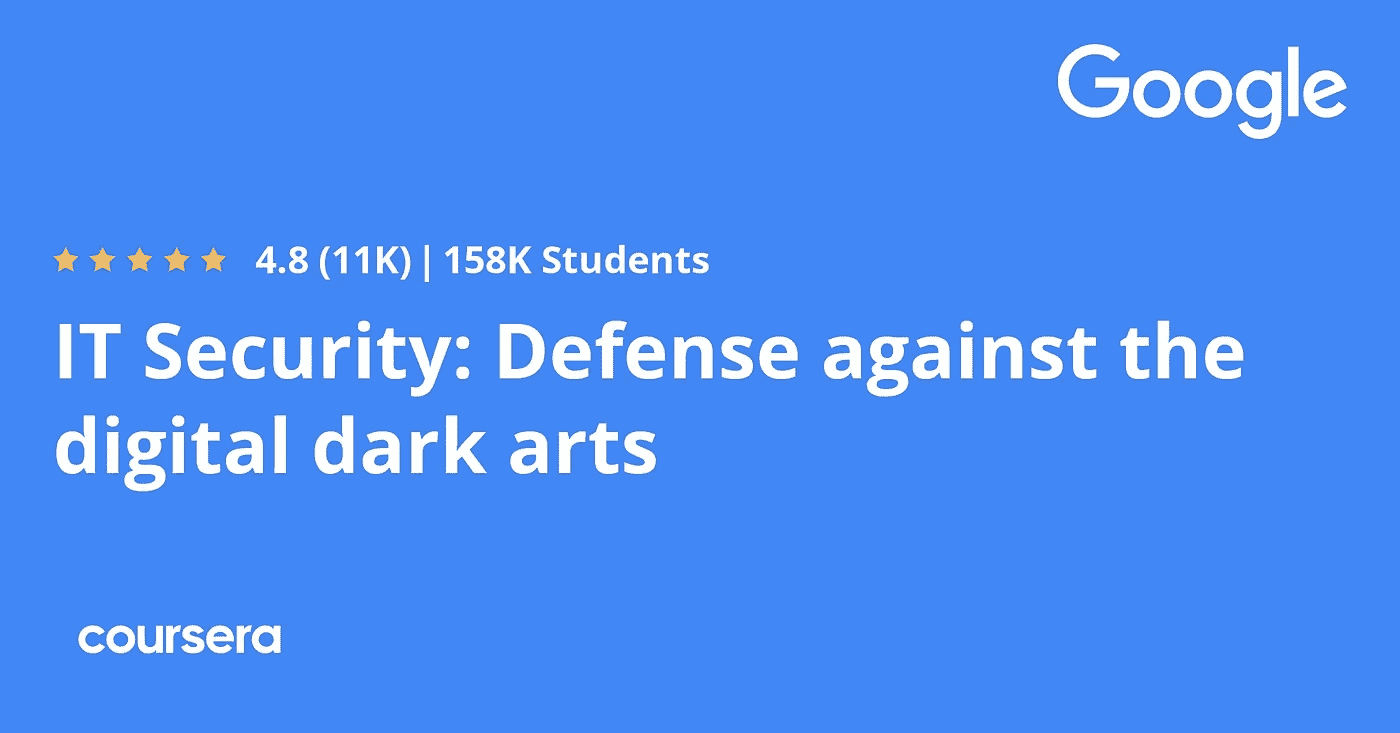 Google
4.8 (11K) | 158K Students
IT Security: Defense against the
digital dark arts
coursera